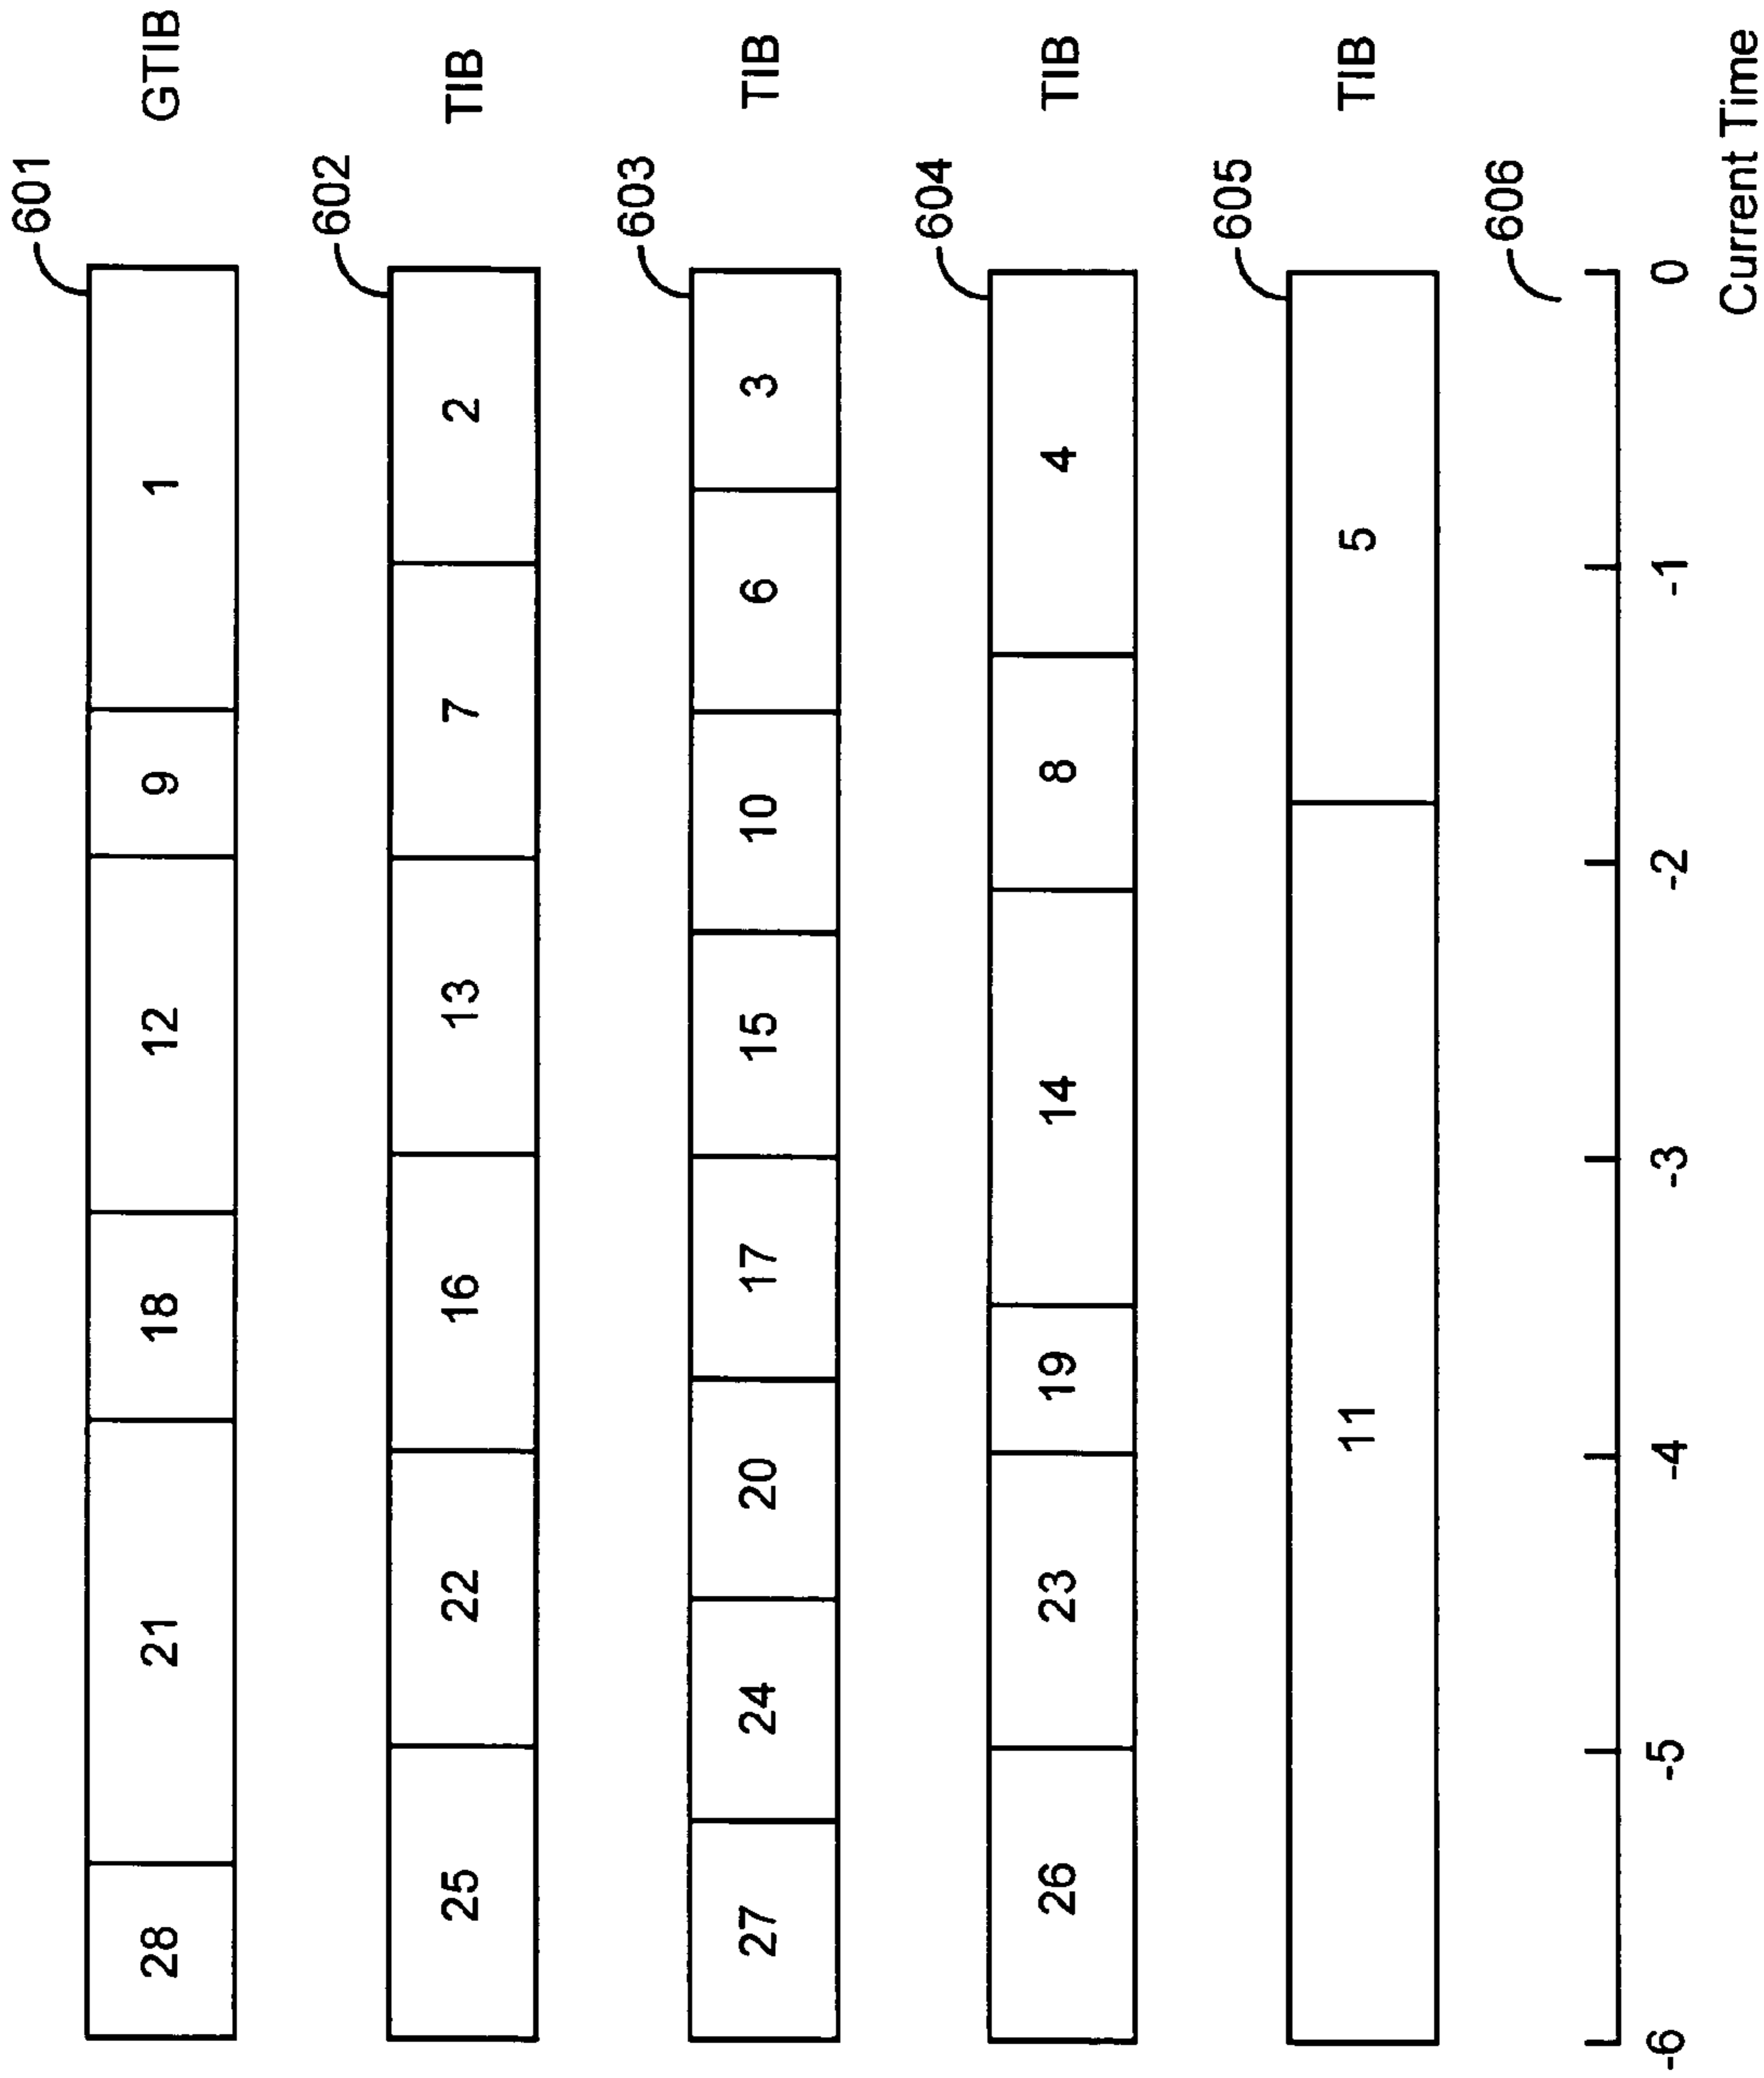 601
28 21 18 12 9 1 GTIB
602
25 22 16 13 7 2 TIB
603
27 24 20 17 15 10 6 3 TIB
604
26 23 19 14 8 4 TIB
605
11 5 TIB
606
-6 -5 -4 -3 -2 -1 0
Current Time